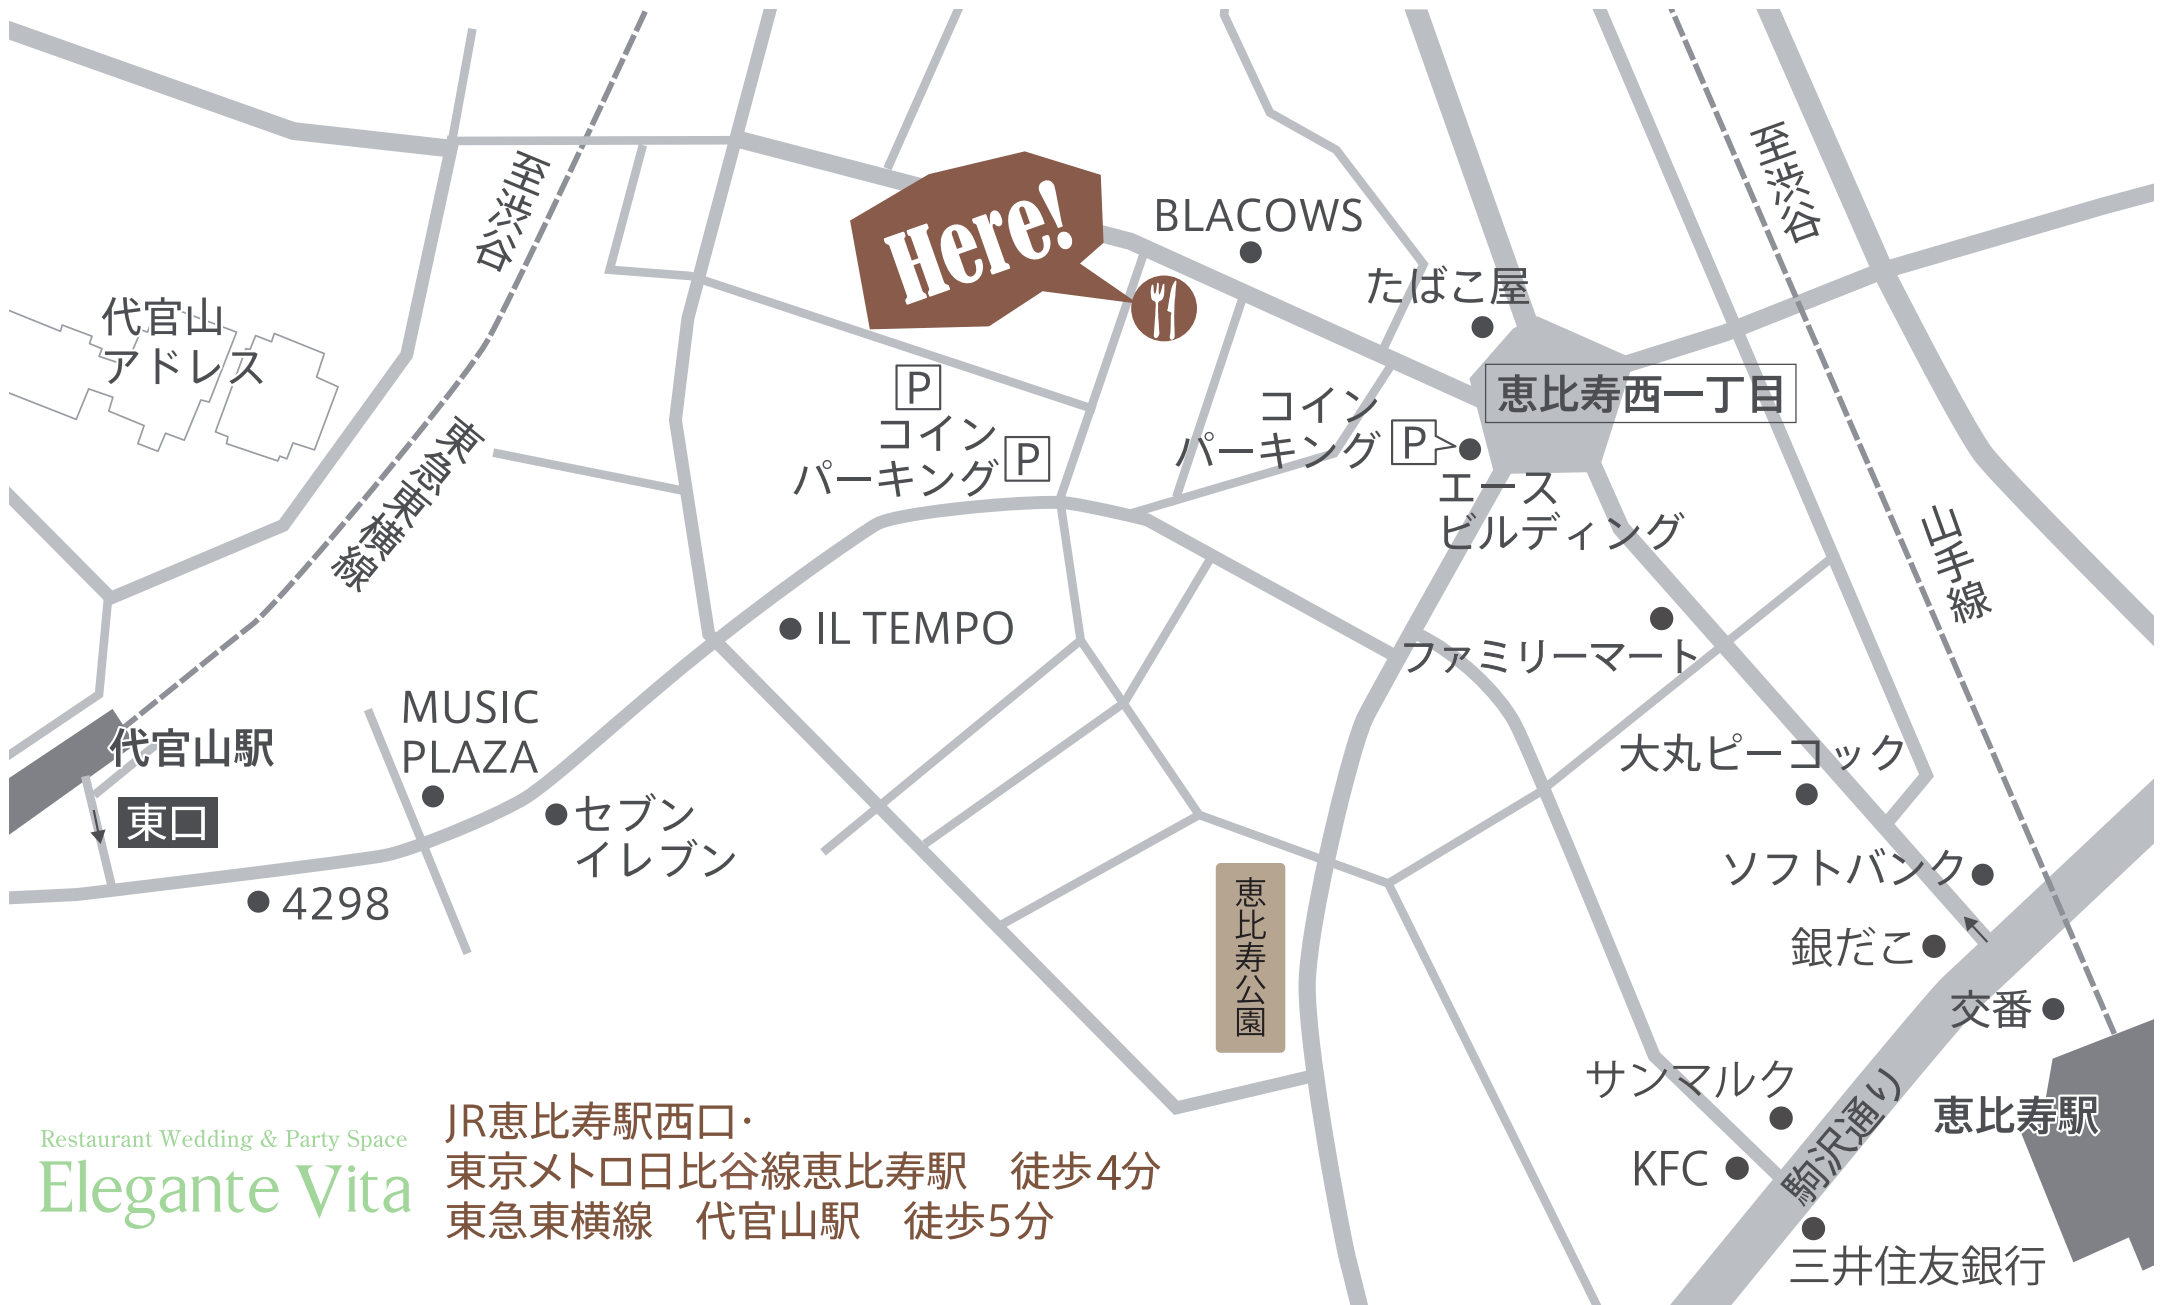 至渋谷
至渋谷
Here!
BLACOWS
たばこ屋
代官山
アドレス
恵比寿西一丁目
P
コイン
パーキング
P
コイン
パーキング
P
東急東横線
エース
ビルディング
山手線
IL TEMPO
ファミリーマート
MUSIC
PLAZA
代官山駅
東口
大丸ピーコック
セブン
イレブン
4298
ソフトバンク
恵比寿公園
銀だこ
交番
サンマルク
駒沢通り
恵比寿駅
KFC
三井住友銀行
Restaurant Wedding & Party Space
Elegante Vita
JR恵比寿駅西口・
東京メトロ日比谷線恵比寿駅　徒歩4分
東急東横線　代官山駅　徒歩5分